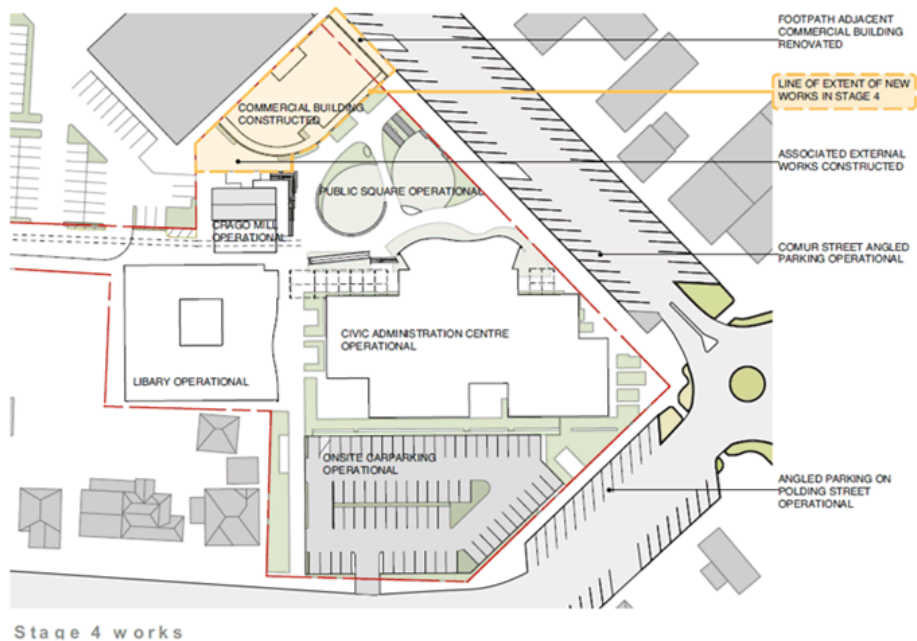 FOOTPATH ADJACENT
COMMERCIAL BUILDING
RENOVATED
LINE OF EXTENT OF NEW
WORKS IN STAGE 4
COMMERCIAL BUILDING
CONSTRUCTED
ASSOCIATED EXTERNAL
WORKS CONSTRUCTED
PUBLIC SQUARE OPERATIONAL
CRAGO MILL
OPERATIONAL
COMUR STREET ANGLED
PARKING OPERATIONAL
CIVIC ADMINISTRATION CENTRE
OPERATIONAL
LIBARY OPERATIONAL
ONSITE CARPARKING
OPERATIONAL
ANGLED PARKING ON
POLDING STREET
OPERATIONAL
Stage 4 works